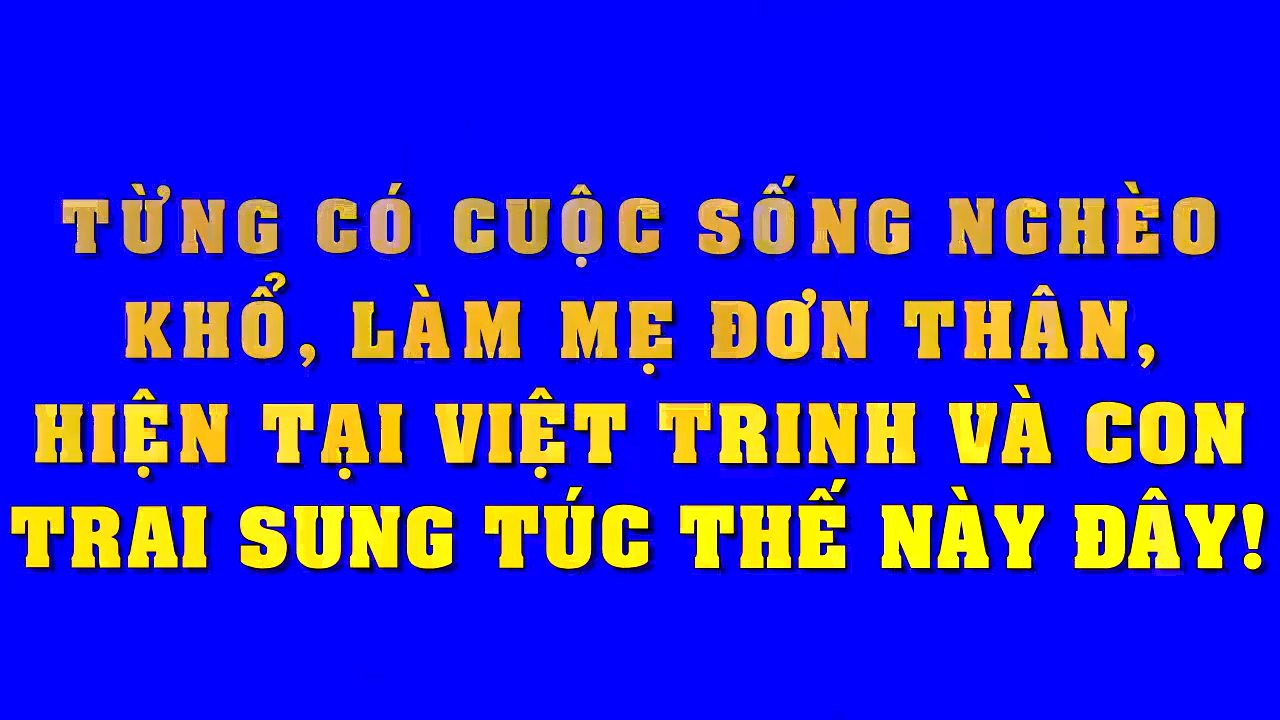 TỪNG CÓ CUỘC SỐNG NGHÈO
KHỔ, LÀM MẸ ĐƠN THÂN,
HIỆN TẠI VIỆT TRINH VÀ CON
TRAI SUNG TÚC THẾ NÀY ĐÂY!